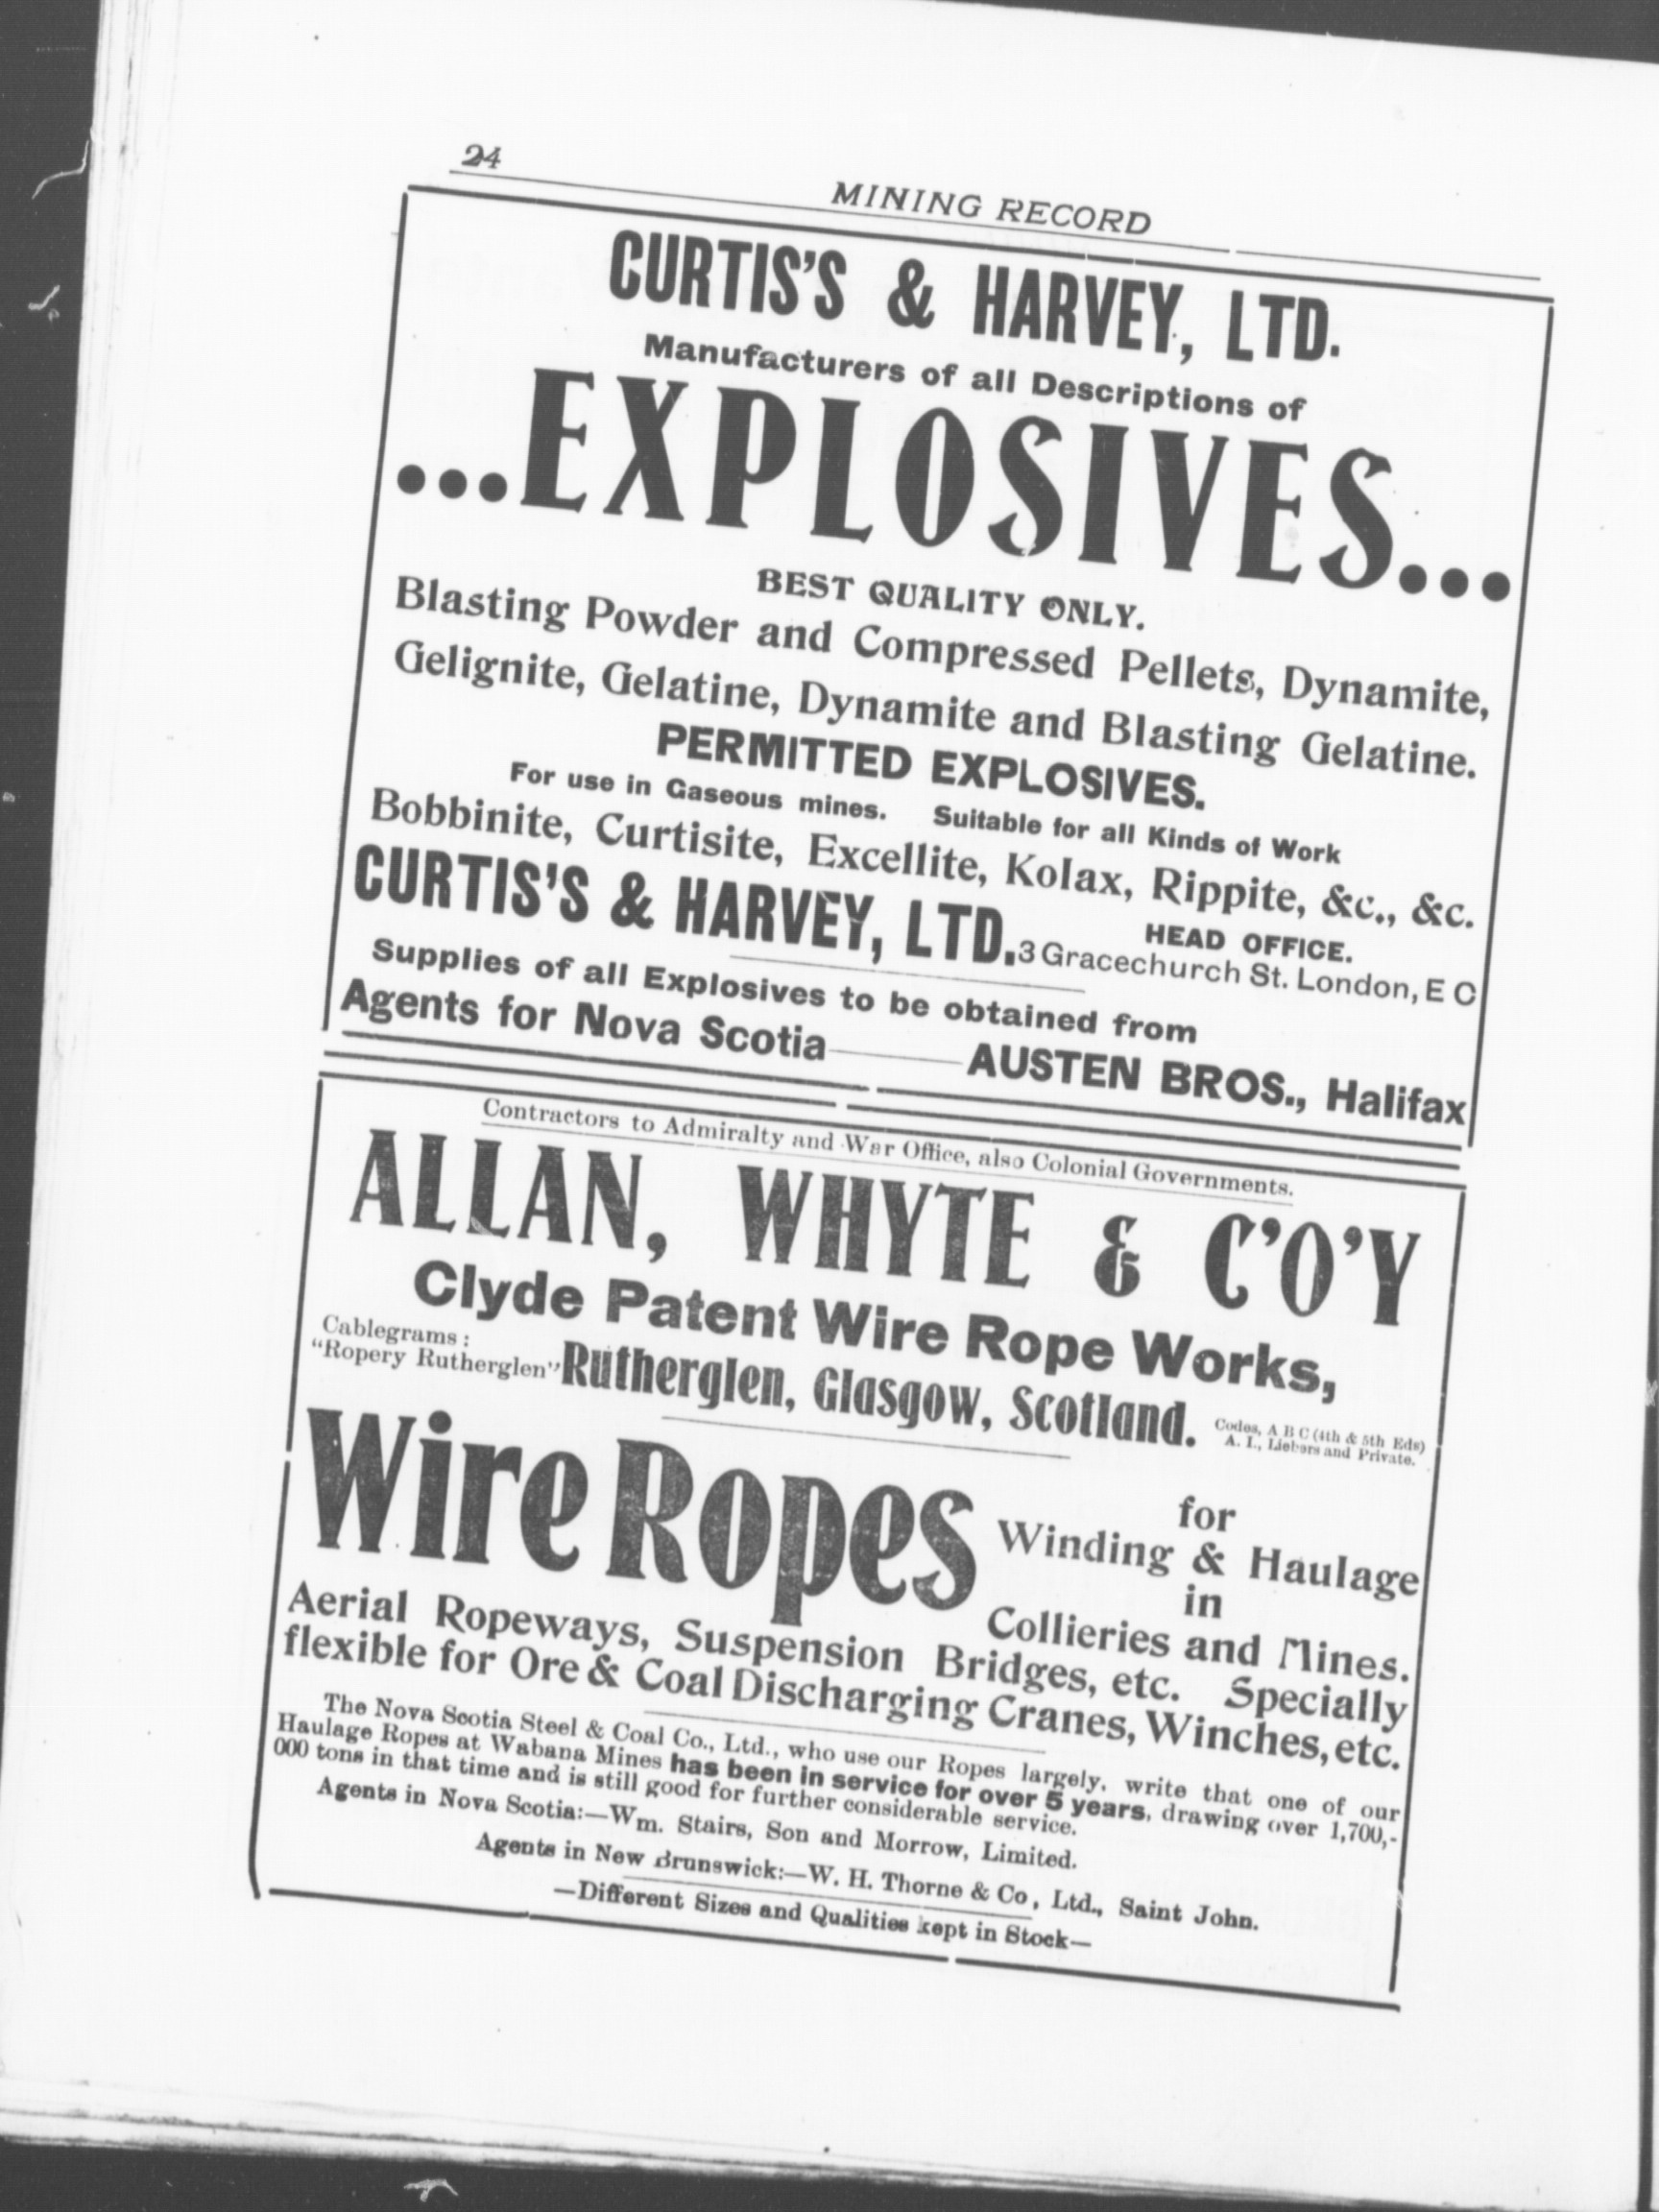 24
MINING RECORD
CURTIS'S & HARVEY, LTD.
Manufacturers of all Descriptions of
...EXPLOSIVES...
BEST QUALITY ONLY.
Blasting Powder and Compressed Pellets, Dynamite,
Gelignite, Gelatine, Dynamite and Blasting Gelatine.
PERMITTED EXPLOSIVES.
For use in Gaseous mines. Suitable for all Kinds of Work
Bobbinite, Curtisite, Excellite, Kolax, Rippite, &c., &c.
CURTIS'S & HARVEY, LTD.
HEAD OFFICE.
3 Gracechurch St. London, E C
Supplies of all Explosives to be obtained from
Agents for Nova Scotia——AUSTEN BROS., Halifax
Contractors to Admiralty and War Office, also Colonial Governments.
ALLAN, WHYTE & C'O'Y
Clyde Patent Wire Rope Works,
Cablegrams:
"Ropery Rutherglen"
Rutherglen, Glasgow, Scotland.
Codes, A B C (4th & 5th Eds)
A. I., Liebers and Private.
Wire Ropes
for
Winding & Haulage
in
Collieries and Mines.
Aerial Ropeways, Suspension Bridges, etc. Specially
flexible for Ore & Coal Discharging Cranes, Winches, etc.
The Nova Scotia Steel & Coal Co., Ltd., who use our Ropes largely, write that one of our
Haulage Ropes at Wabana Mines has been in service for over 5 years, drawing over 1,700,-
000 tons in that time and is still good for further considerable service.
Agents in Nova Scotia:—Wm. Stairs, Son and Morrow, Limited.
Agents in New Brunswick:—W. H. Thorne & Co, Ltd., Saint John.
—Different Sizes and Qualities kept in Stock—